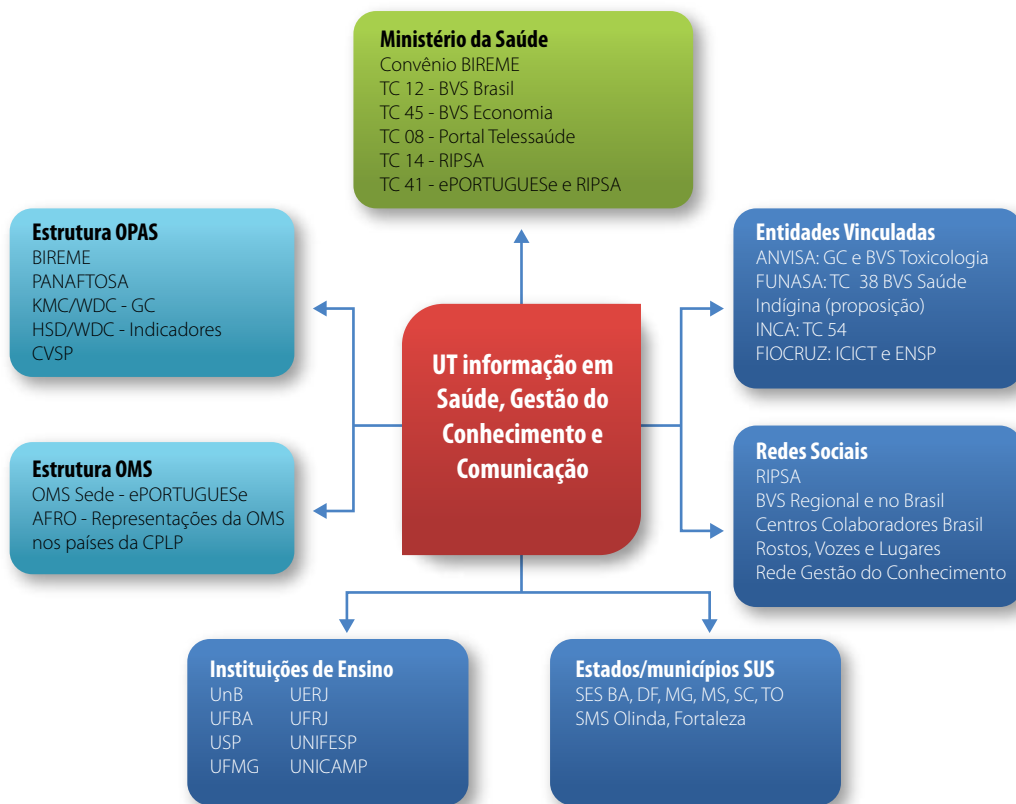 Ministério da Saúde
Convênio BIREME
TC 12 - BVS Brasil
TC 45 - BVS Economia
TC 08 - Portal Telessaúde
TC 14 - RIPSA
TC 41 - ePORTUGUESe e RIPSA
Estrutura OPAS
BIREME
PANAFTOSA
KMC/WDC - GC
HSD/WDC - Indicadores
CVSP
Entidades Vinculadas
ANVISA: GC e BVS Toxicologia
FUNASA: TC 38 BVS Saúde
Indígina (proposição)
INCA: TC 54
FIOCRUZ: ICICT e ENSP
UT informação em
Saúde, Gestão do
Conhecimento e
Comunicação
Estrutura OMS
OMS Sede - ePORTUGUESe
AFRO - Representações da OMS
nos países da CPLP
Redes Sociais
RIPSA
BVS Regional e no Brasil
Centros Colaboradores Brasil
Rostos, Vozes e Lugares
Rede Gestão do Conhecimento
Instituições de Ensino
UnB UERJ
UFBA UFRJ
USP UNIFESP
UFMG UNICAMP
Estados/municípios SUS
SES BA, DF, MG, MS, SC, TO
SMS Olinda, Fortaleza